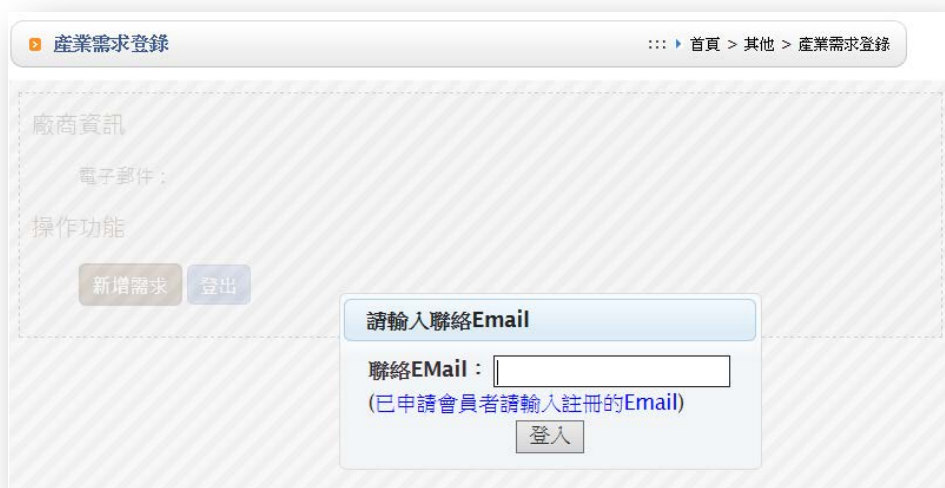 產業需求登錄
::: 首頁 > 其他 > 產業需求登錄
廠商資訊
電子郵件：
操作功能
新增需求 登出
請輸入聯絡Email
聯絡EMail：
(已申請會員者請輸入註冊的Email)
登入